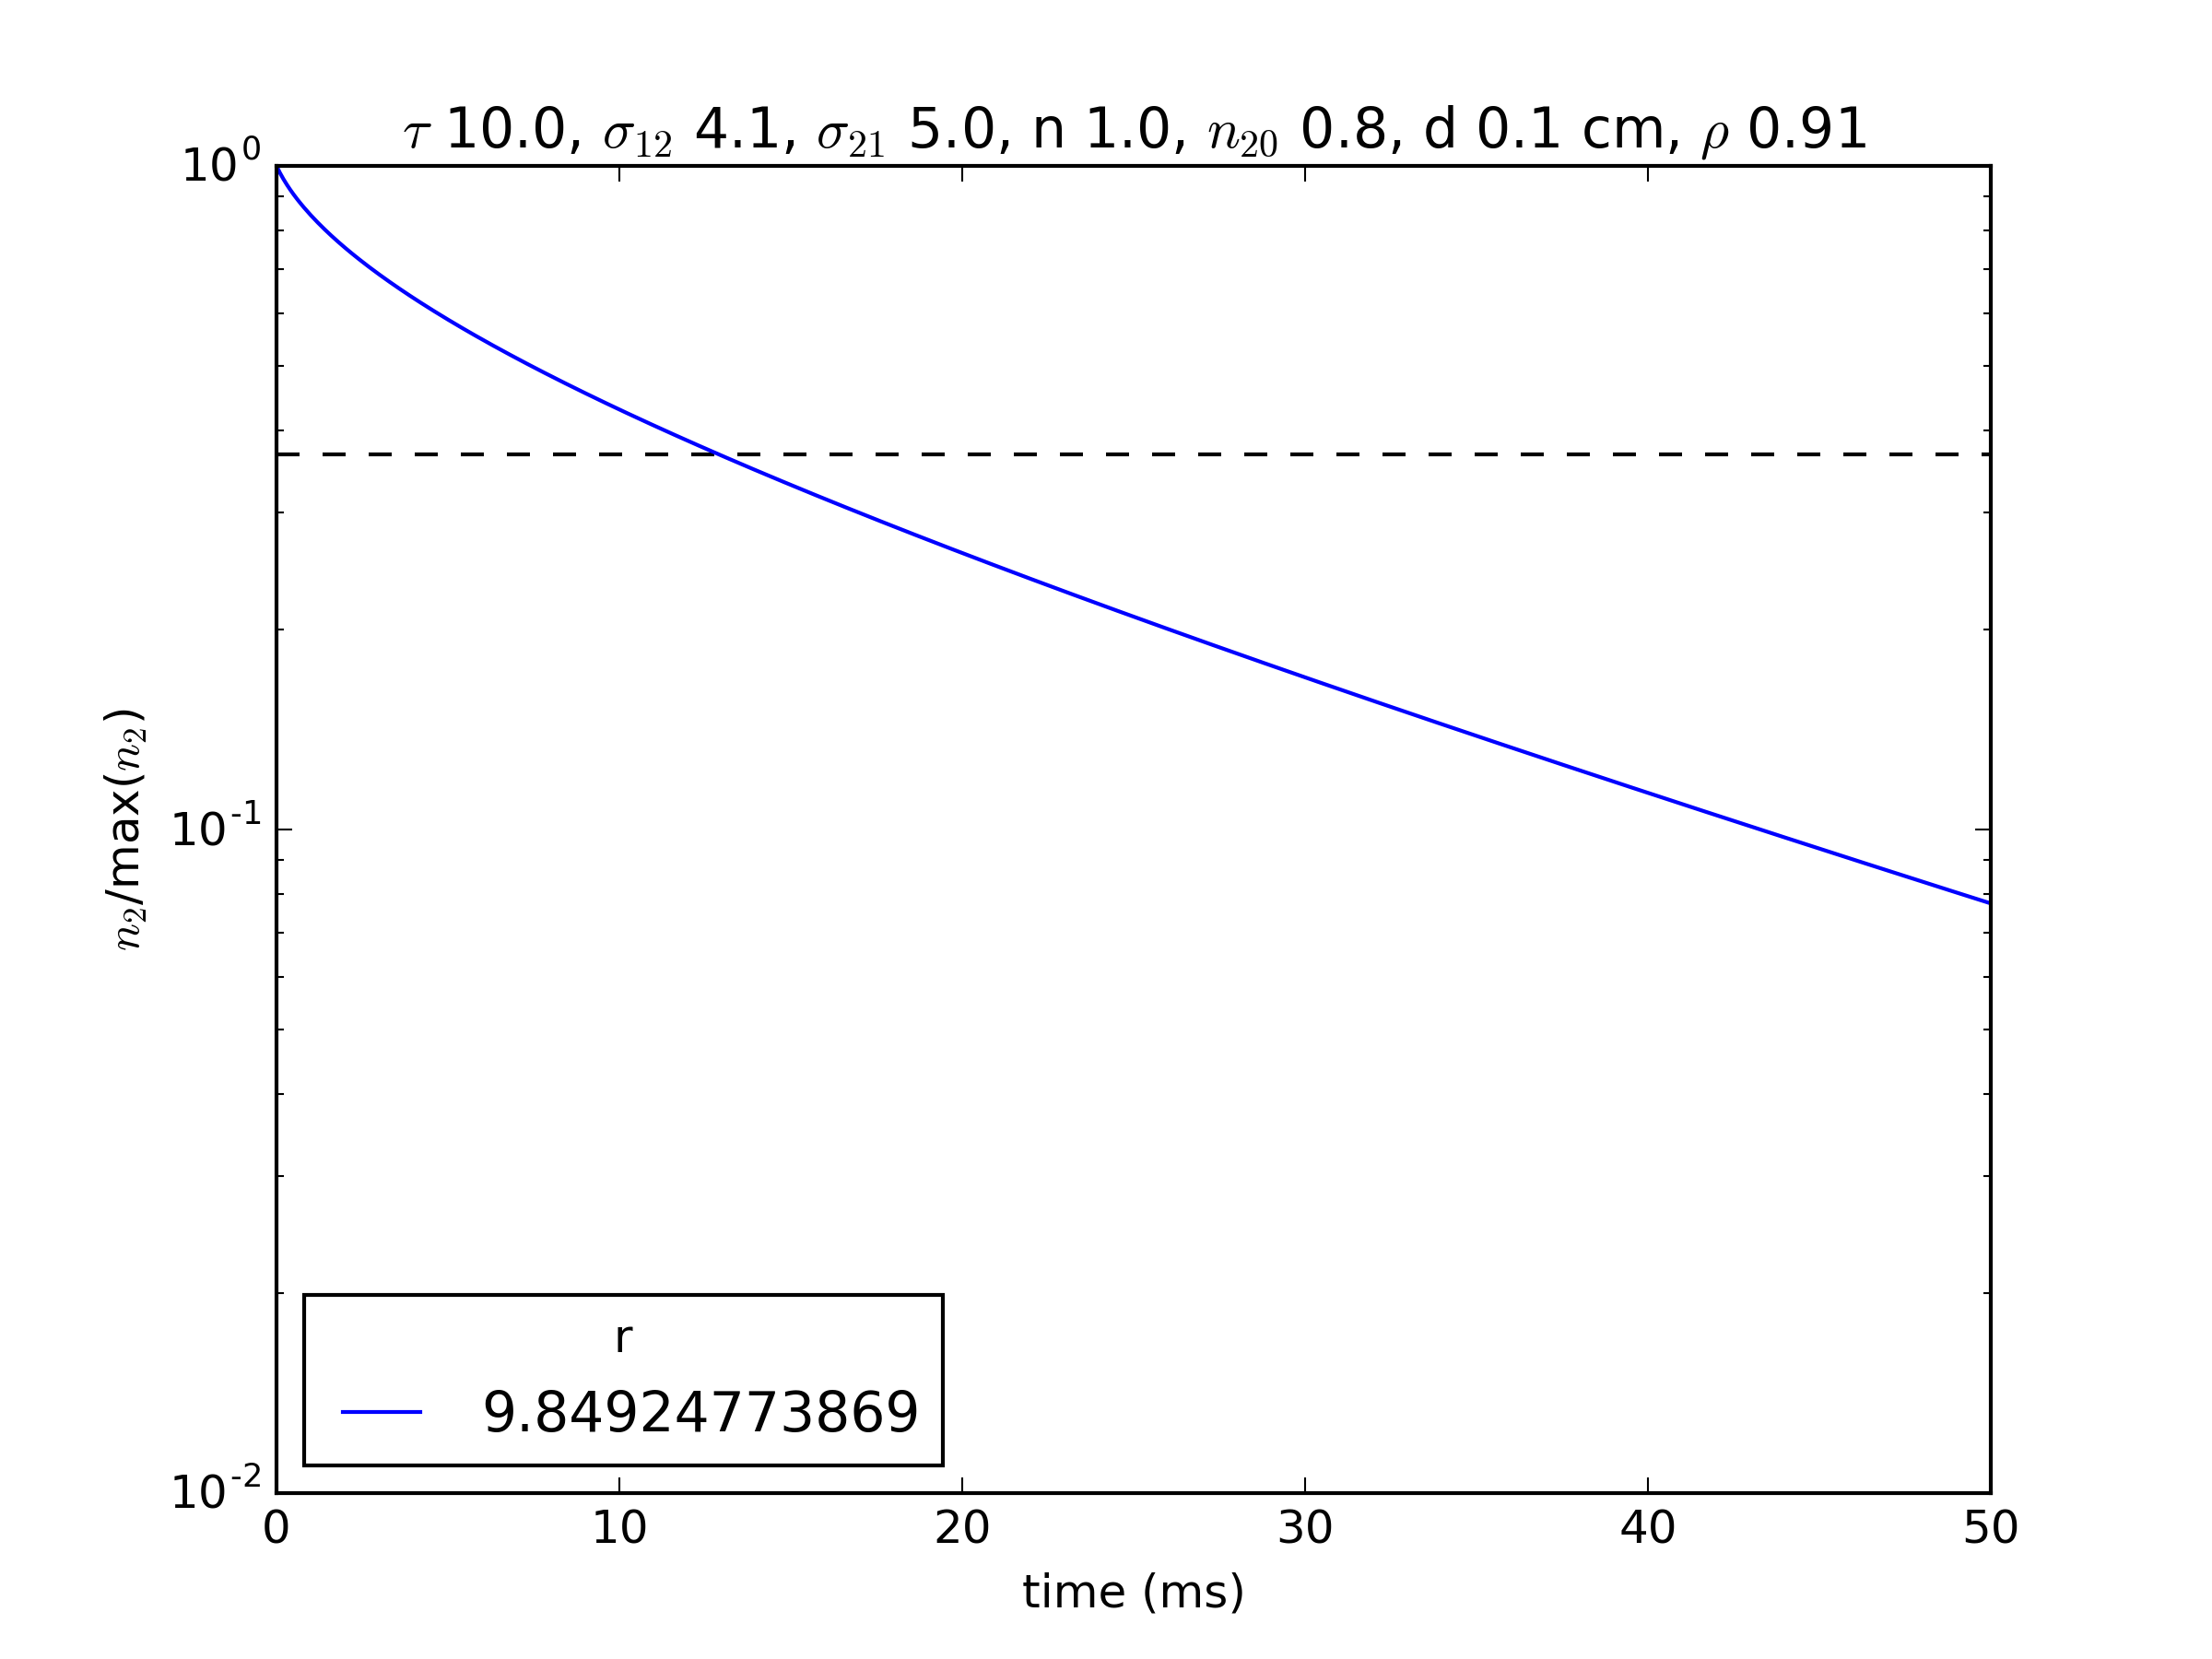 τ 10.0, σ₁₂ 4.1, σ₂₁ 5.0, n 1.0, n₂₀ 0.8, d 0.1 cm, ρ 0.91
10⁰
10⁻¹
10⁻²
n₂/max(n₂)
r
9.84924773869
0 10 20 30 40 50
time (ms)